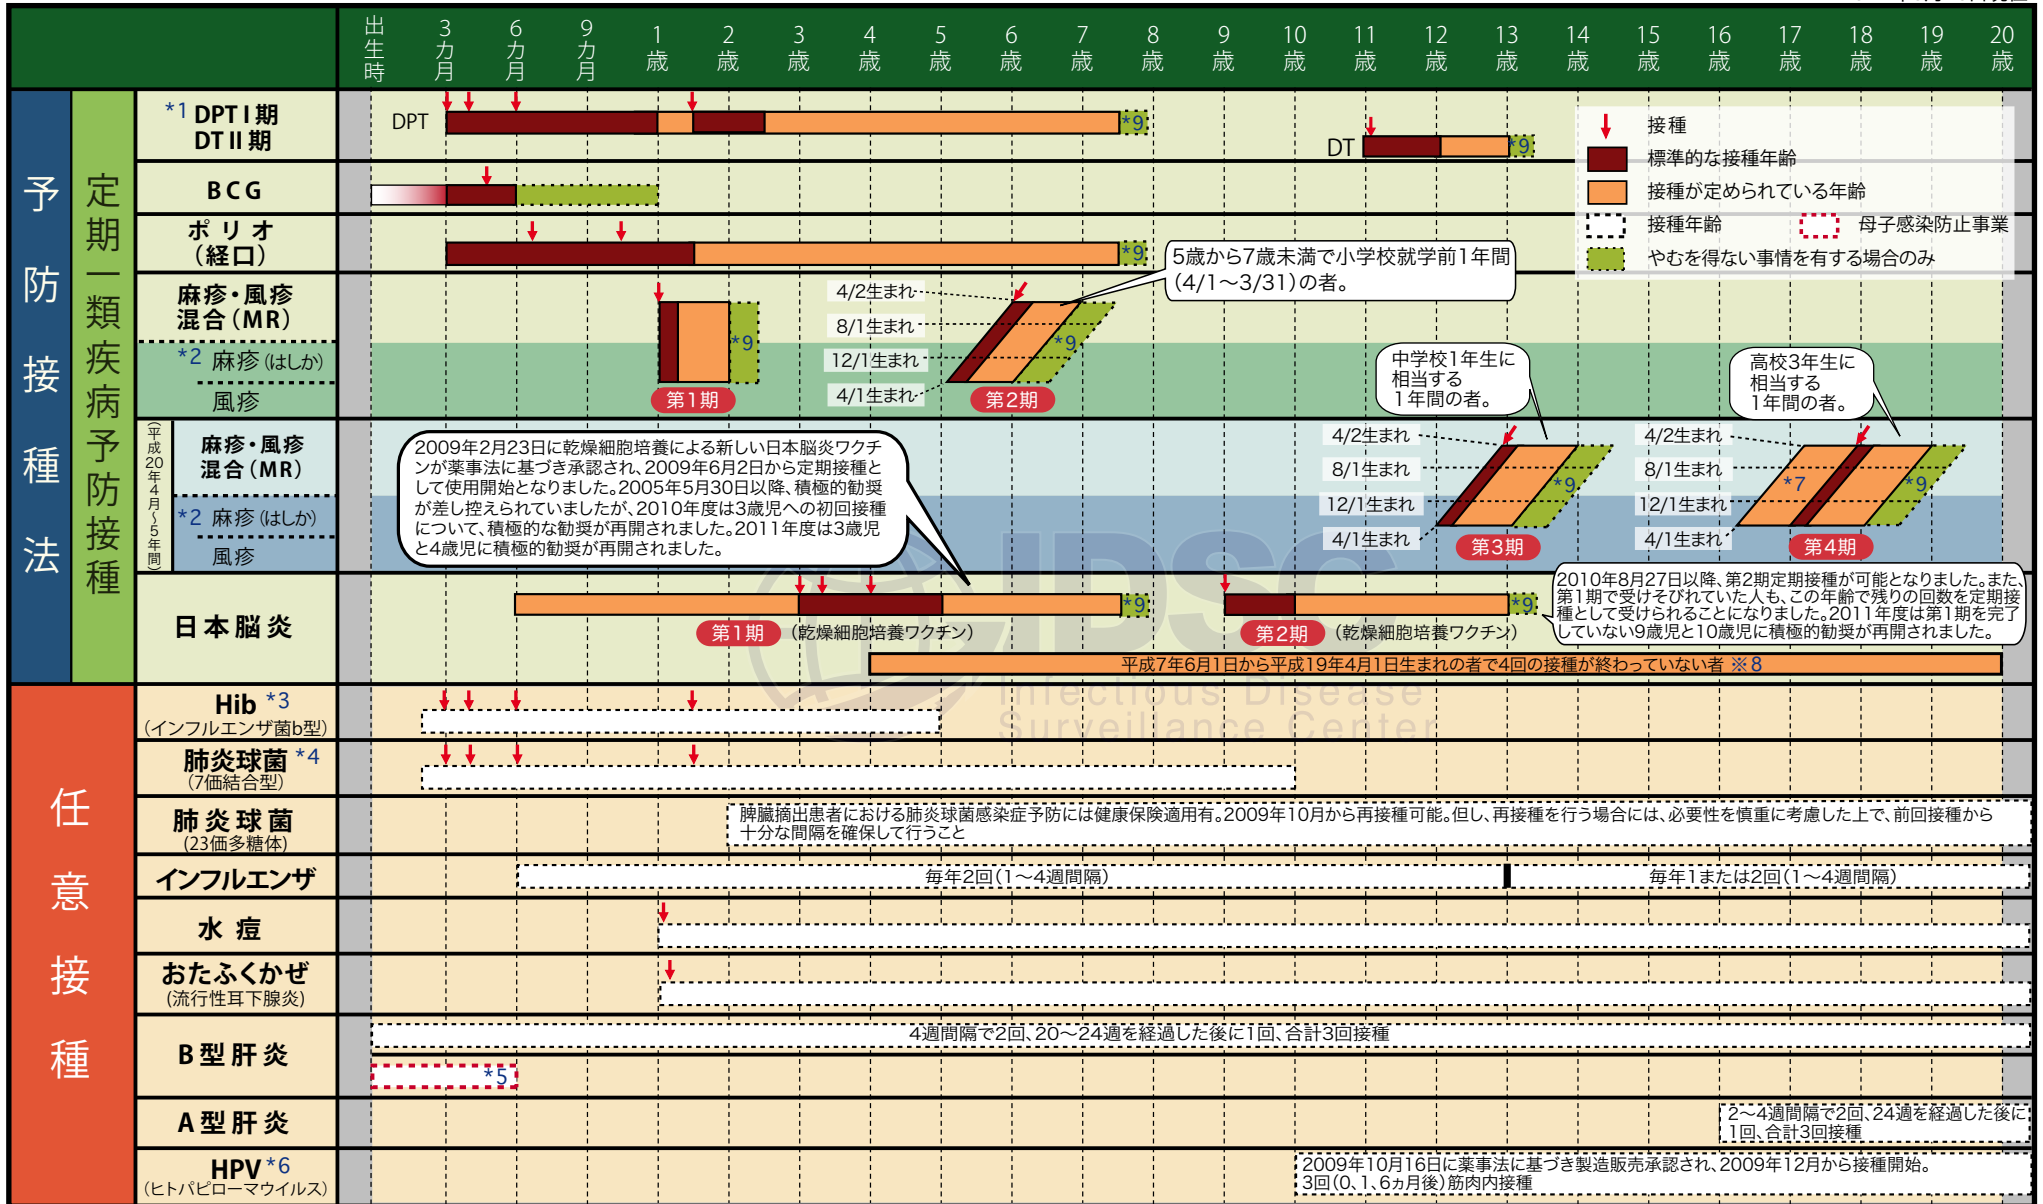 出生時
3カ月
6カ月
9カ月
1歳
2歳
3歳
4歳
5歳
6歳
7歳
8歳
9歳
10歳
11歳
12歳
13歳
14歳
15歳
16歳
17歳
18歳
19歳
20歳
予防接種法
定期一類疾病予防接種
*1 DPT I 期
DT II 期
DPT
*9
DT
*9
接種
標準的な接種年齢
接種が定められている年齢
接種年齢
母子感染防止事業
やむを得ない事情を有する場合のみ
BCG
ポリオ
(経口)
*9
麻疹・風疹
混合(MR)
*2 麻疹(はしか)
風疹
*9
第1期
4/2生まれ
8/1生まれ
12/1生まれ
4/1生まれ
*9
第2期
5歳から7歳未満で小学校就学前1年間
(4/1～3/31)の者。
(平成20年4月～5年間)
麻疹・風疹
混合(MR)
*2 麻疹(はしか)
風疹
中学校1年生に
相当する
1年間の者。
4/2生まれ
8/1生まれ
12/1生まれ
4/1生まれ
*9
第3期
高校3年生に
相当する
1年間の者。
4/2生まれ
8/1生まれ
12/1生まれ
4/1生まれ
*7
*9
第4期
2009年2月23日に乾燥細胞培養による新しい日本脳炎ワクチ
ンが薬事法に基づき承認され、2009年6月2日から定期接種と
して使用開始となりました。2005年5月30日以降、積極的勧奨
が差し控えられていましたが、2010年度は3歳児への初回接種
について、積極的な勧奨が再開されました。2011年度は3歳児
と4歳児に積極的勧奨が再開されました。
日本脳炎
*9
第1期 (乾燥細胞培養ワクチン)
*9
第2期 (乾燥細胞培養ワクチン)
2010年8月27日以降、第2期定期接種が可能となりました。また、
第1期で受けそびれていた人も、この年齢で残りの回数を定期接
種として受けられることになりました。2011年度は第1期を完了
していない9歳児と10歳児に積極的勧奨が再開されました。
平成7年6月1日から平成19年4月1日生まれの者で4回の接種が終わっていない者 ※8
IDSC
Infectious Disease
Surveillance Center
任意接種
Hib *3
(インフルエンザ菌b型)
肺炎球菌 *4
(7価結合型)
肺炎球菌
(23価多糖体)
脾臓摘出患者における肺炎球菌感染症予防には健康保険適用有。2009年10月から再接種可能。但し、再接種を行う場合には、必要性を慎重に考慮した上で、前回接種から
十分な間隔を確保して行うこと
インフルエンザ
毎年2回(1～4週間隔)
毎年1または2回(1～4週間隔)
水痘
おたふくかぜ
(流行性耳下腺炎)
B型肝炎
4週間隔で2回、20～24週を経過した後に1回、合計3回接種
*5
A型肝炎
2～4週間隔で2回、24週を経過した後に
1回、合計3回接種
HPV *6
(ヒトパピローマウイルス)
2009年10月16日に薬事法に基づき製造販売承認され、2009年12月から接種開始。
3回(0、1、6ヵ月後)筋肉内接種